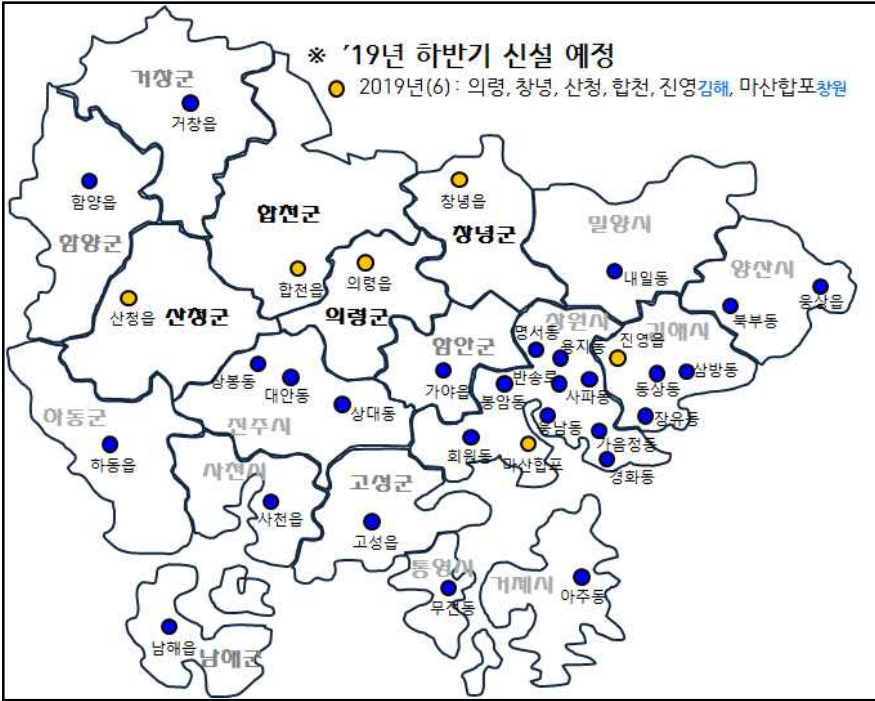 ※ '19년 하반기 신설 예정
2019년(6) : 의령, 창녕, 산청, 합천, 진영김해, 마산합포창원
거창군
거창읍
함양읍
함양군
합천군
합천읍
창녕읍
창녕군
밀양시
내일동
양산시
웅상읍
북부동
산청읍
산청군
의령읍
의령군
함안군
가야읍
창원시
명서동
용지동
반송로
봉암동
사파동
웅남동
가음정동
경화동
회원동
마산합포
김해시
진영읍
동상동
삼방동
장유동
상봉동
대안동
상대동
진주시
하동군
하동읍
사천시
사천읍
고성군
고성읍
통영시
무전동
거제시
아주동
남해읍
남해군